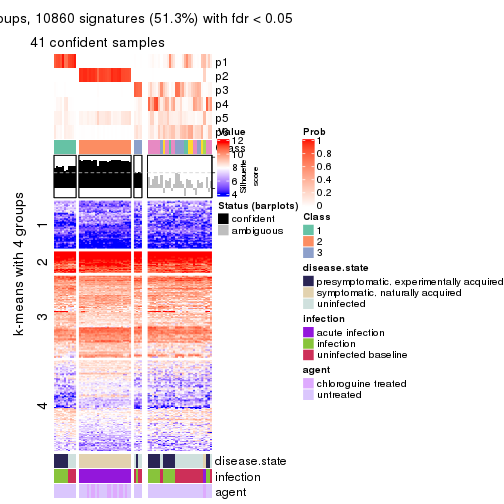 oups, 10860 signatures (51.3%) with fdr < 0.05
41 confident samples
p1
p2
p3
p4
p5
Value
12
10
8
6
4
Silhouette
score
Status (barplots)
confident
ambiguous
Prob
1
0.8
0.6
0.4
0.2
0
Class
1
2
3
disease.state
presymptomatic, experimentally acquired
symptomatic, naturally acquired
uninfected
infection
acute infection
infection
uninfected baseline
agent
chloroguine treated
untreated
k-means with 4 groups
1
2
3
4
disease.state
infection
agent